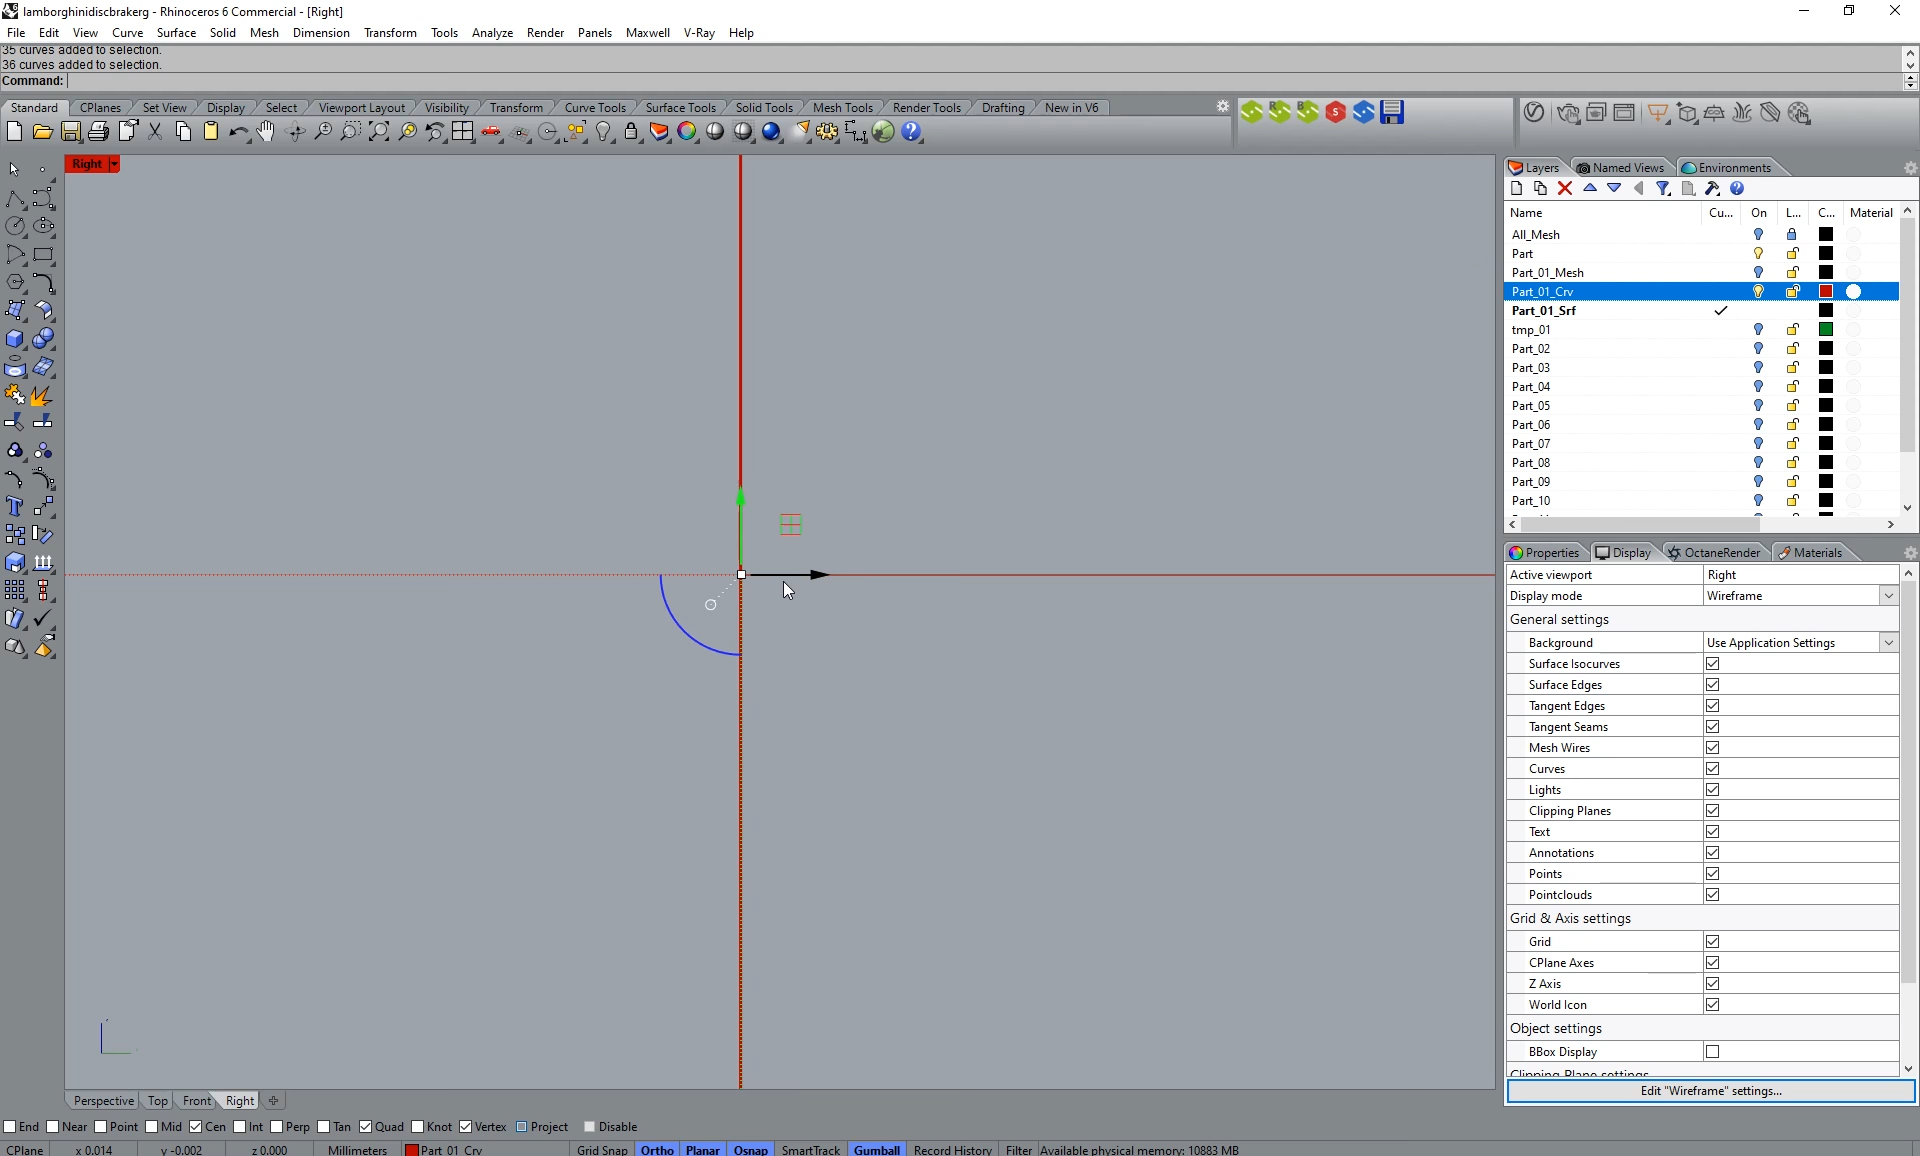 lamborghinidiscbrakerg - Rhinoceros 6 Commercial - [Right]
File Edit View Curve Surface Solid Mesh Dimension Transform Tools Analyze Render Panels Maxwell V-Ray Help
35 curves added to selection.
36 curves added to selection.
Command:
Standard CPlanes Set View Display Select Viewport Layout Visibility Transform Curve Tools Surface Tools Solid Tools Mesh Tools Render Tools Drafting New in V6
Right
Layers Named Views Environments
Name Cu... On L... C... Material
All_Mesh
Part
Part_01_Mesh
Part_01_Crv
Part_01_Srf
tmp_01
Part_02
Part_03
Part_04
Part_05
Part_06
Part_07
Part_08
Part_09
Part_10
Properties Display OctaneRender Materials
Active viewport Right
Display mode Wireframe
General settings
Background Use Application Settings
Surface Isocurves
Surface Edges
Tangent Edges
Tangent Seams
Mesh Wires
Curves
Lights
Clipping Planes
Text
Annotations
Points
Pointclouds
Grid & Axis settings
Grid
CPlane Axes
Z Axis
World Icon
Object settings
BBox Display
Clipping Plane settings
Edit "Wireframe" settings...
Perspective Top Front Right
End Near Point Mid Cen Int Perp Tan Quad Knot Vertex Project Disable
CPlane x 0.014 y -0.002 z 0.000 Millimeters Part_01_Crv Grid Snap Ortho Planar Osnap SmartTrack Gumball Record History Filter Available physical memory: 10883 MB